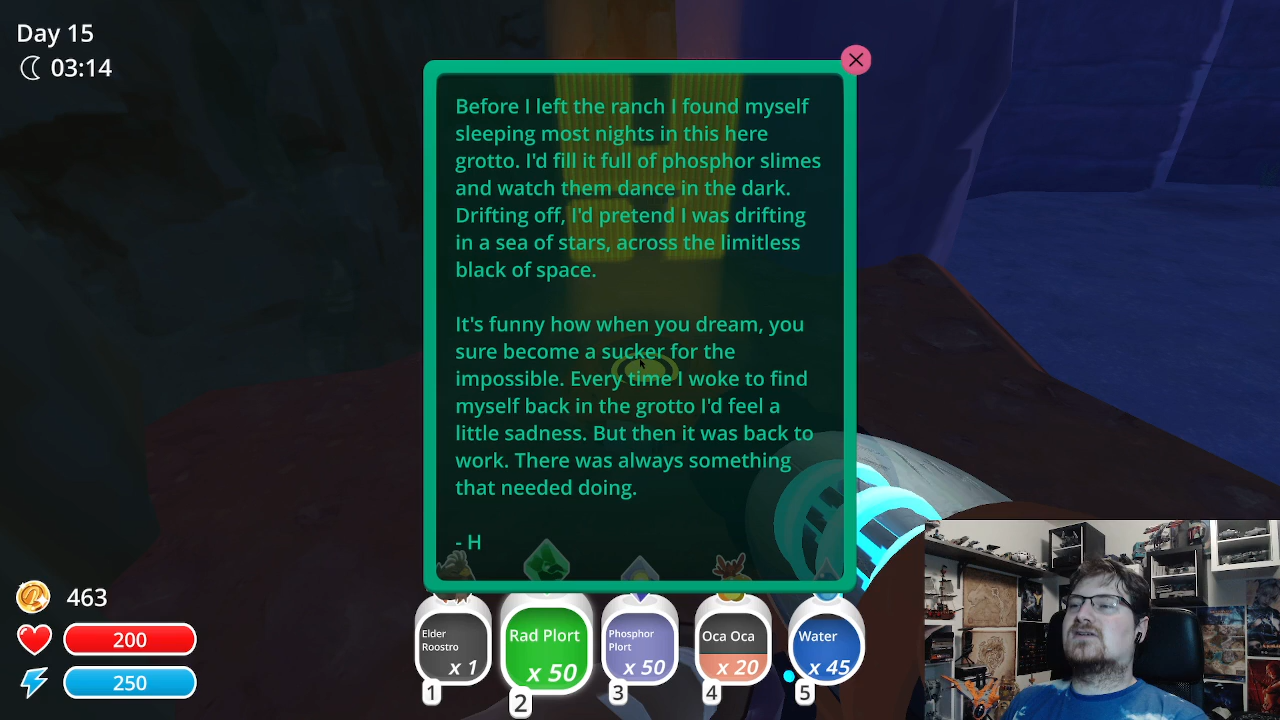 Day 15
03:14
Before I left the ranch I found myself
sleeping most nights in this here
grotto. I'd fill it full of phosphor slimes
and watch them dance in the dark.
Drifting off, I'd pretend I was drifting
in a sea of stars, across the limitless
black of space.
It's funny how when you dream, you
sure become a sucker for the
impossible. Every time I woke to find
myself back in the grotto I'd feel a
little sadness. But then it was back to
work. There was always something
that needed doing.
- H
463
200
250
Elder
Roostro
x 1
1
Rad Plort
x 50
2
Phosphor
Plort
x 50
3
Oca Oca
x 20
4
Water
x 45
5